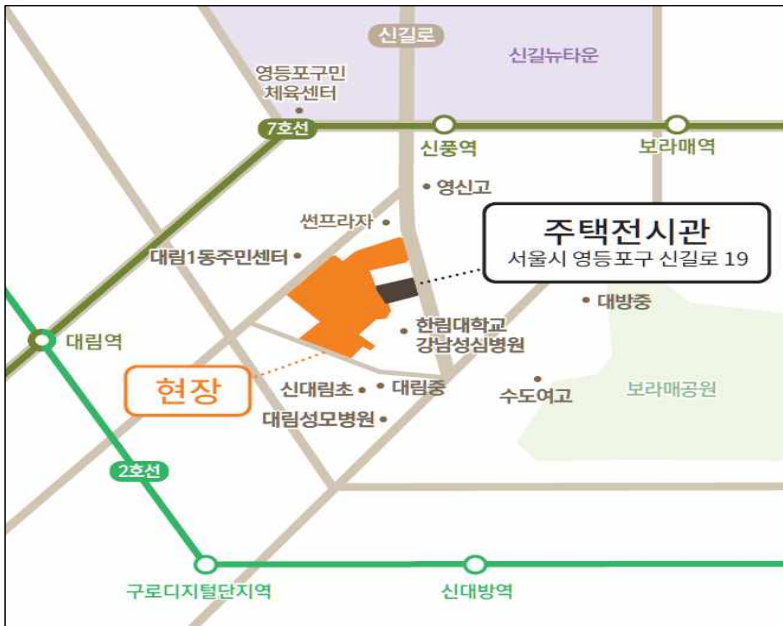 신길로
신길뉴타운
영등포구민
체육센터
7호선
신풍역
보라매역
영신고
썬프라자
주택전시관
서울시 영등포구 신길로 19
대림1동주민센터
대방중
한림대학교
강남성심병원
대림역
현장
신대림초
대림중
수도여고
보라매공원
대림성모병원
2호선
구로디지털단지역
신대방역